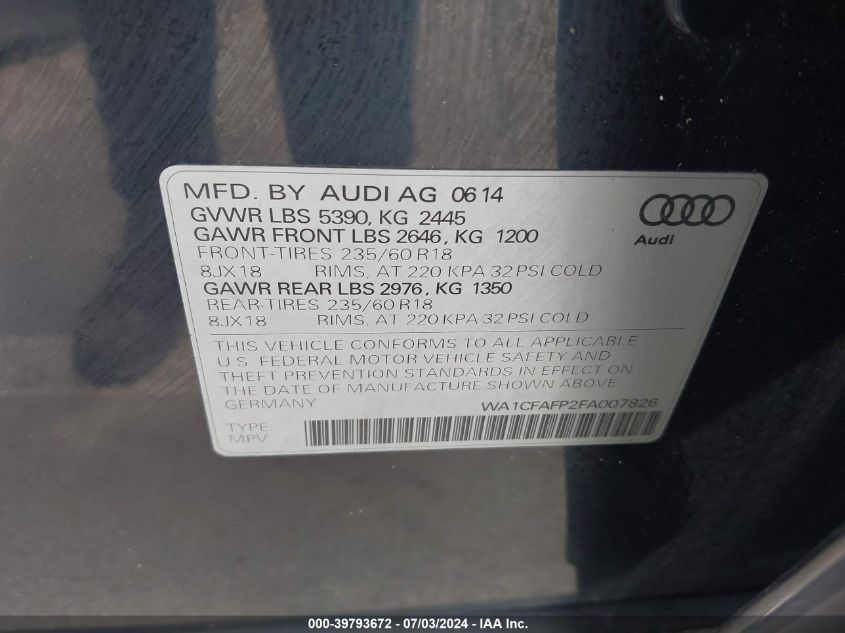 MFD. BY AUDI AG 06 14
GVWR LBS 5390, KG 2445
GAWR FRONT LBS 2646, KG 1200
FRONT-TIRES 235/60 R18
8JX18 RIMS, AT 220 KPA 32 PSI COLD
GAWR REAR LBS 2976, KG 1350
REAR-TIRES 235/60 R18
8JX18 RIMS, AT 220 KPA 32 PSI COLD
Audi
THIS VEHICLE CONFORMS TO ALL APPLICABLE
U.S. FEDERAL MOTOR VEHICLE SAFETY AND
THEFT PREVENTION STANDARDS IN EFFECT ON
THE DATE OF MANUFACTURE SHOWN ABOVE.
GERMANY WA1CFAFP2FA007826
TYPE
MPV
000-39793672 - 07/03/2024 - IAA Inc.